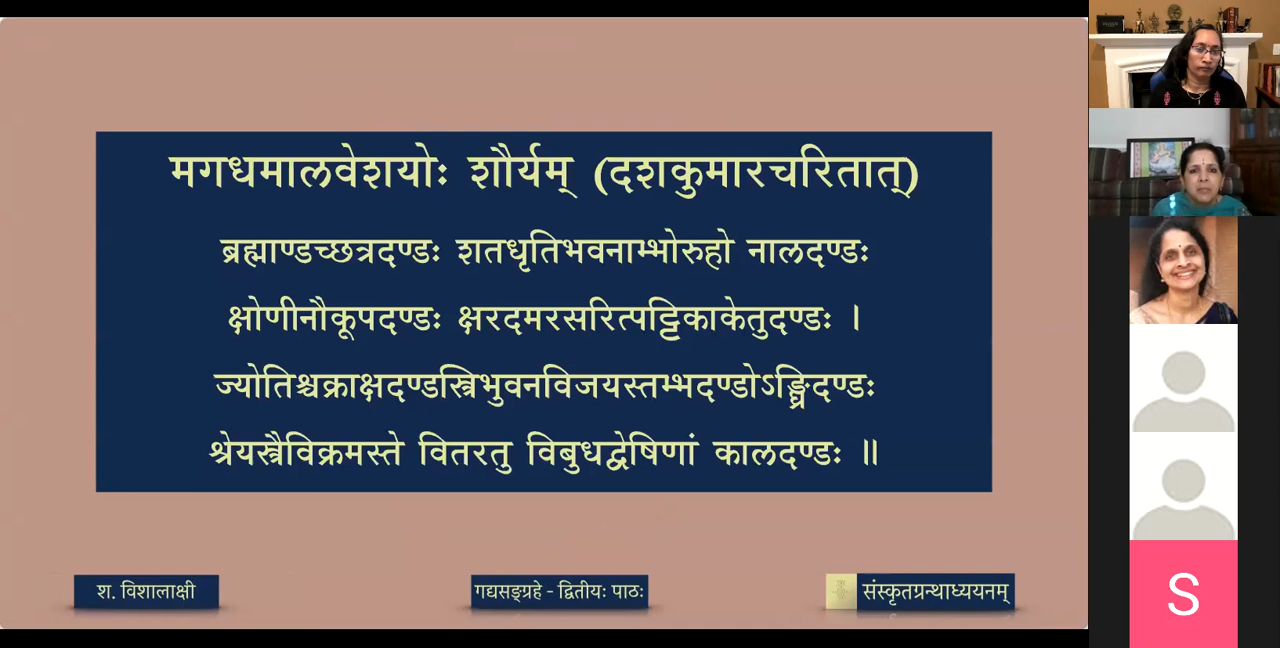 मगधमालवेशयोः शौर्यम् (दशकुमारचरितात्)
ब्रह्माण्डच्छत्रदण्डः शतधृतिभवनाम्भोरुहो नालदण्डः
क्षोणीनौकूपदण्डः क्षरदमरसरित्पट्टिकाकेतुदण्डः ।
ज्योतिश्चक्राक्षदण्डस्त्रिभुवनविजयस्तम्भदण्डोऽङ्घ्रिदण्डः
श्रेयस्त्रैविक्रमस्ते वितरतु विबुधद्वेषिणां कालदण्डः ॥
श. विशालाक्षी
गद्यसङ्ग्रहे - द्वितीयः पाठः
संस्कृतग्रन्थाध्ययनम्
S